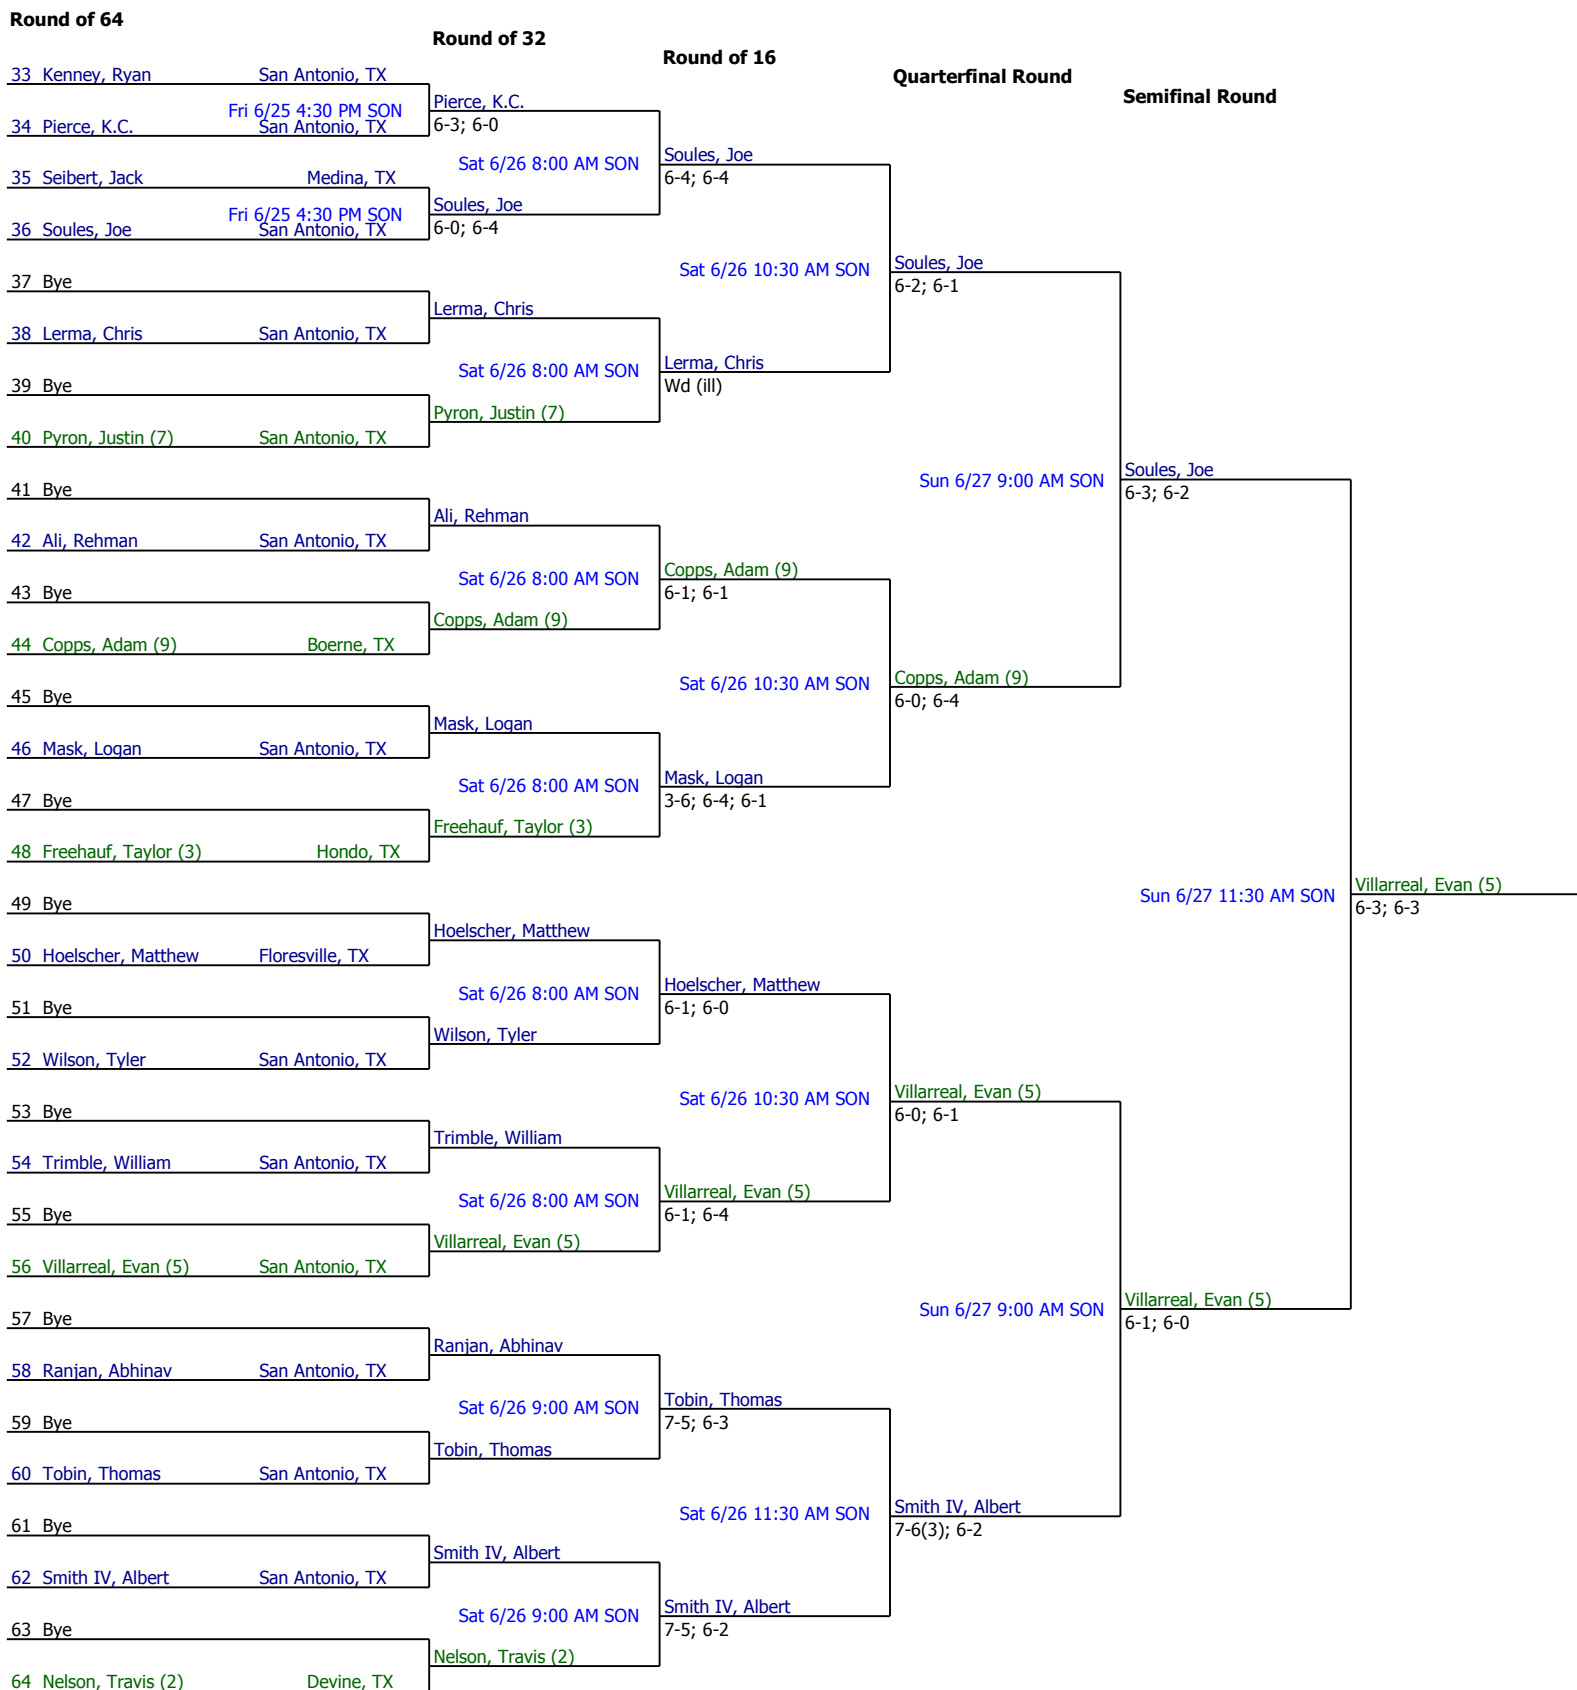 Round of 64
Round of 32
Round of 16
Quarterfinal Round
Semifinal Round
33 Kenney, Ryan San Antonio, TX
Fri 6/25 4:30 PM SON
34 Pierce, K.C. San Antonio, TX
35 Seibert, Jack Medina, TX
Fri 6/25 4:30 PM SON
36 Soules, Joe San Antonio, TX
37 Bye
38 Lerma, Chris San Antonio, TX
39 Bye
40 Pyron, Justin (7) San Antonio, TX
41 Bye
42 Ali, Rehman San Antonio, TX
43 Bye
44 Copps, Adam (9) Boerne, TX
45 Bye
46 Mask, Logan San Antonio, TX
47 Bye
48 Freehauf, Taylor (3) Hondo, TX
49 Bye
50 Hoelscher, Matthew Floresville, TX
51 Bye
52 Wilson, Tyler San Antonio, TX
53 Bye
54 Trimble, William San Antonio, TX
55 Bye
56 Villarreal, Evan (5) San Antonio, TX
57 Bye
58 Ranjan, Abhinav San Antonio, TX
59 Bye
60 Tobin, Thomas San Antonio, TX
61 Bye
62 Smith IV, Albert San Antonio, TX
63 Bye
64 Nelson, Travis (2) Devine, TX
Pierce, K.C.
6-3; 6-0
Sat 6/26 8:00 AM SON
Soules, Joe
6-0; 6-4
Lerma, Chris
Sat 6/26 8:00 AM SON
Pyron, Justin (7)
Ali, Rehman
Sat 6/26 8:00 AM SON
Copps, Adam (9)
Mask, Logan
Sat 6/26 8:00 AM SON
Freehauf, Taylor (3)
Hoelscher, Matthew
Sat 6/26 8:00 AM SON
Wilson, Tyler
Trimble, William
Sat 6/26 8:00 AM SON
Villarreal, Evan (5)
Ranjan, Abhinav
Sat 6/26 9:00 AM SON
Tobin, Thomas
Smith IV, Albert
Sat 6/26 9:00 AM SON
Nelson, Travis (2)
Soules, Joe
6-4; 6-4
Sat 6/26 10:30 AM SON
Lerma, Chris
Wd (ill)
Copps, Adam (9)
6-1; 6-1
Sat 6/26 10:30 AM SON
Mask, Logan
3-6; 6-4; 6-1
Hoelscher, Matthew
6-1; 6-0
Sat 6/26 10:30 AM SON
Villarreal, Evan (5)
6-1; 6-4
Tobin, Thomas
7-5; 6-3
Sat 6/26 11:30 AM SON
Smith IV, Albert
7-5; 6-2
Soules, Joe
6-2; 6-1
Sun 6/27 9:00 AM SON
Copps, Adam (9)
6-0; 6-4
Villarreal, Evan (5)
6-0; 6-1
Sun 6/27 9:00 AM SON
Smith IV, Albert
7-6(3); 6-2
Soules, Joe
6-3; 6-2
Sun 6/27 11:30 AM SON
Villarreal, Evan (5)
6-1; 6-0
Villarreal, Evan (5)
6-3; 6-3